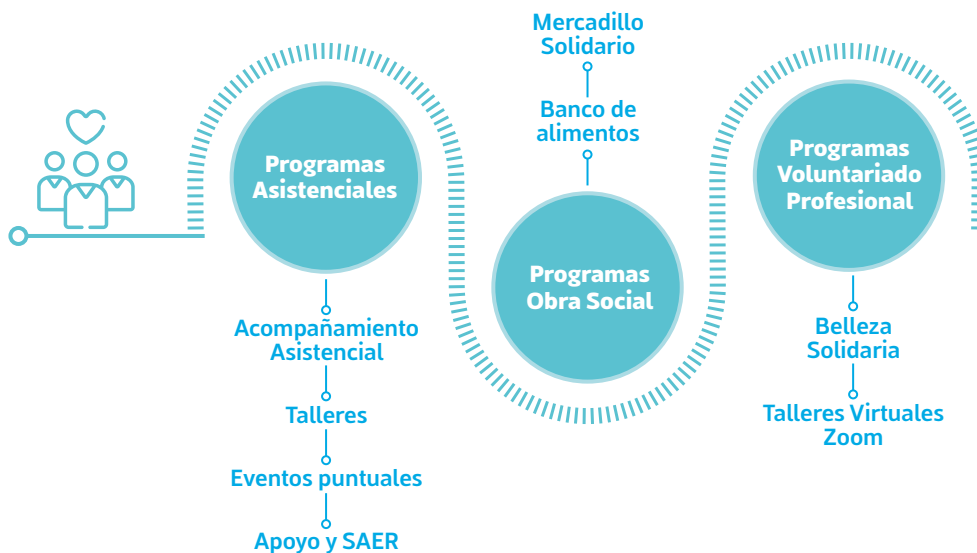 Programas
Asistenciales
Acompañamiento
Asistencial
Talleres
Eventos puntuales
Apoyo y SAER
Mercadillo
Solidario
Banco de
alimentos
Programas
Obra Social
Programas
Voluntariado
Profesional
Belleza
Solidaria
Talleres Virtuales
Zoom